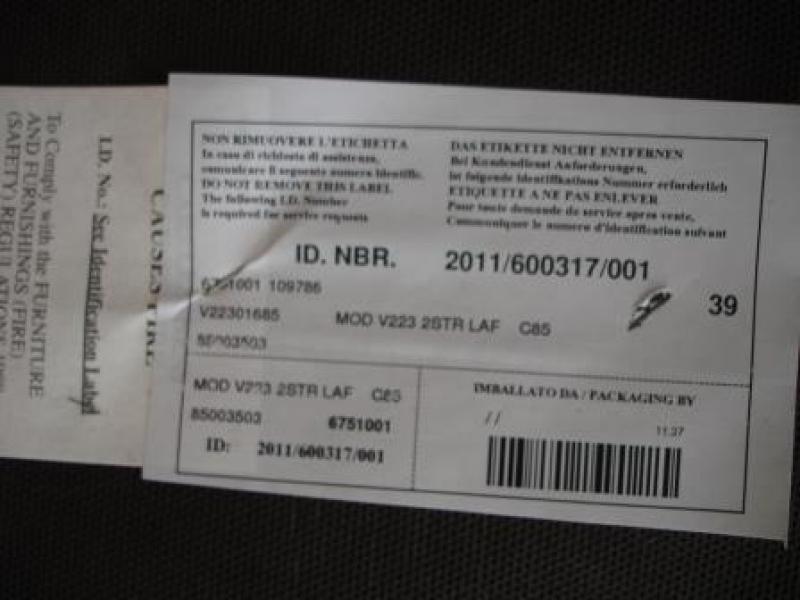 To Comply with the FURNITURE
AND FURNISHINGS (FIRE)
(SAFETY) REGULATIONS
I.D. No.: See Identification Label
CAUSES FIRE
NON RIMUOVERE L'ETICHETTA
In caso di richiesta di assistenza,
comunicare il seguente numero identific.
DO NOT REMOVE THIS LABEL
The following I.D. Number
is required for service requests
DAS ETIKETTE NICHT ENTFERNEN
Bei Kundendienst Anforderungen,
ist folgende Identifikations Nummer erforderlich
ETIQUETTE A NE PAS ENLEVER
Pour toute demande de service apres vente,
Communiquer le numero d'identification suivant
ID. NBR. 2011/600317/001
6751001 109786
39
V22301685 MOD V223 2STR LAF C85
85003503
MOD V223 2STR LAF C85
85003503 6751001
ID: 2011/600317/001
IMBALLATO DA / PACKAGING BY
/ /
11.37